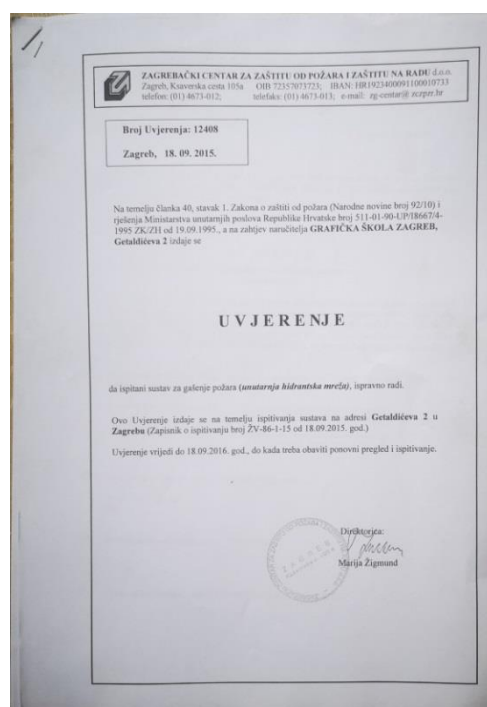 1/
ZAGREBAČKI CENTAR ZA ZAŠTITU OD POŽARA I ZAŠTITU NA RADU d.o.o.
Zagreb, Ksaverska cesta 105a OIB 72357073723; IBAN: HR1923400091100010733
telefon: (01) 4673-012; telefaks: (01) 4673-013; e-mail: zg-centar@zczpzr.hr
Broj Uvjerenja: 12408
Zagreb, 18. 09. 2015.
Na temelju članka 40, stavak 1. Zakona o zaštiti od požara (Narodne novine broj 92/10) i
rješenja Ministarstva unutarnjih poslova Republike Hrvatske broj 511-01-90-UP/I8667/4-
1995 ZK/ZH od 19.09.1995., a na zahtjev naručitelja GRAFIČKA ŠKOLA ZAGREB,
Getaldićeva 2 izdaje se
U V J E R E NJ E
da ispitani sustav za gašenje požara (unutarnja hidrantska mreža), ispravno radi.
Ovo Uvjerenje izdaje se na temelju ispitivanja sustava na adresi Getaldićeva 2 u
Zagrebu (Zapisnik o ispitivanju broj ŽV-86-1-15 od 18.09.2015. god.)
Uvjerenje vrijedi do 18.09.2016. god., do kada treba obaviti ponovni pregled i ispitivanje.
Direktorica:
Marija Žigmund
ZAGREB